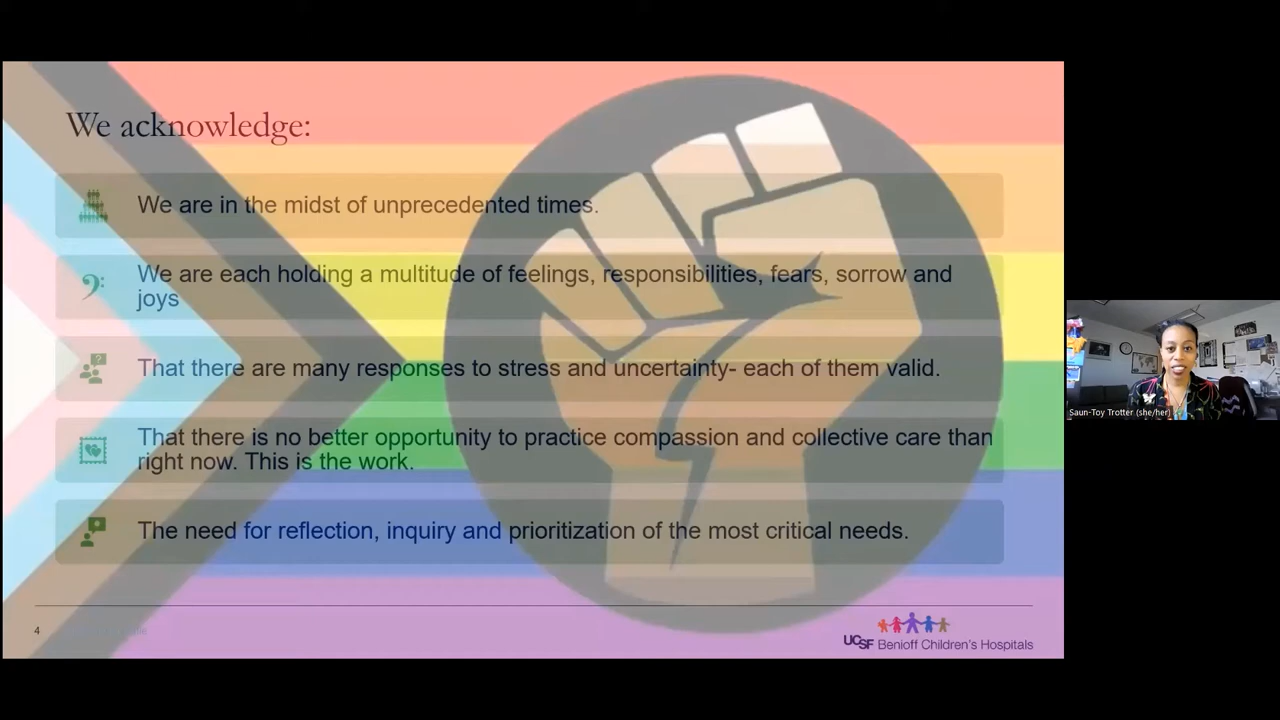 We acknowledge:
We are in the midst of unprecedented times.
We are each holding a multitude of feelings, responsibilities, fears, sorrow and
joys
That there are many responses to stress and uncertainty- each of them valid.
That there is no better opportunity to practice compassion and collective care than
right now. This is the work.
The need for reflection, inquiry and prioritization of the most critical needs.
4
UCSF Benioff Children's Hospitals
Saun-Toy Trotter (she/her)